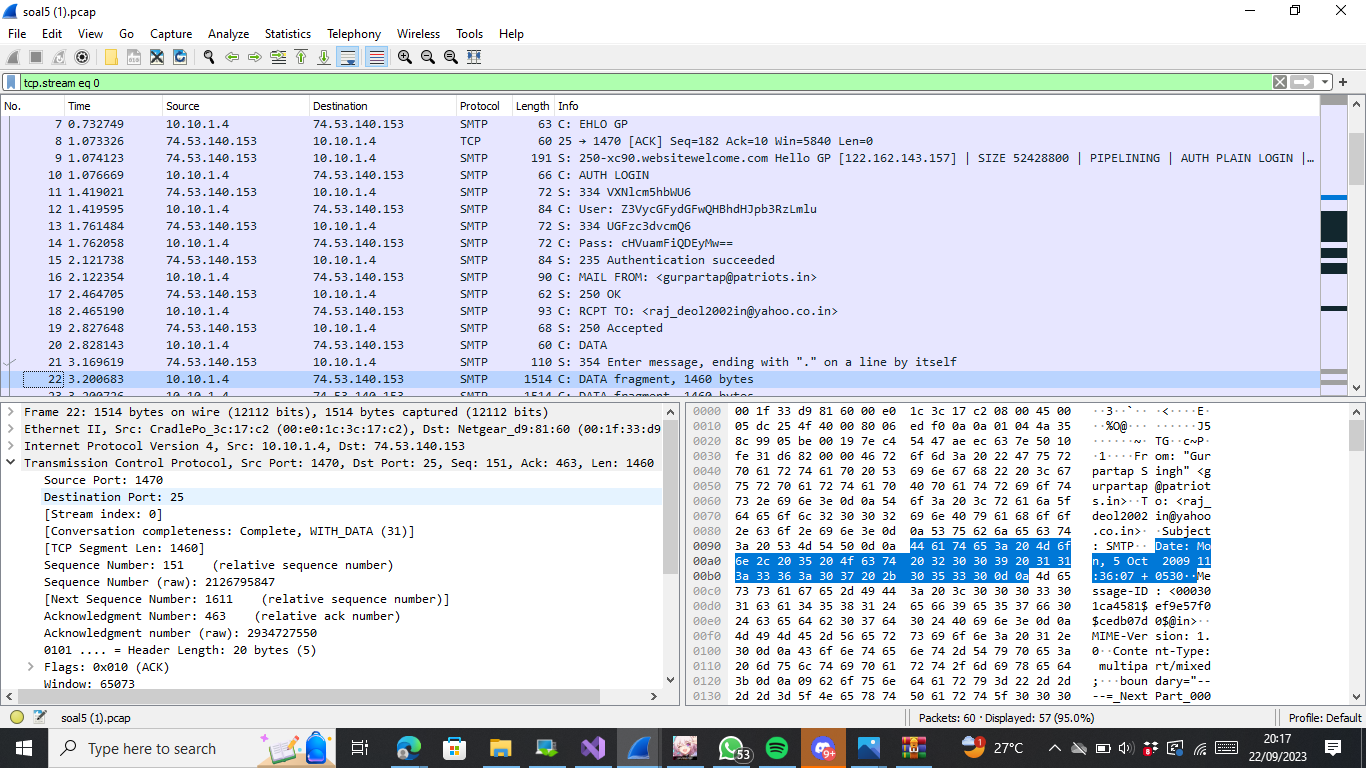 soal5 (1).pcap
File Edit View Go Capture Analyze Statistics Telephony Wireless Tools Help
tcp.stream eq 0
No. Time Source Destination Protocol Length Info
7 0.732749 10.10.1.4 74.53.140.153 SMTP 63 C: EHLO GP
8 1.073326 74.53.140.153 10.10.1.4 TCP 60 25 → 1470 [ACK] Seq=182 Ack=10 Win=5840 Len=0
9 1.074123 74.53.140.153 10.10.1.4 SMTP 191 S: 250-xc90.websitewelcome.com Hello GP [122.162.143.157] | SIZE 52428800 | PIPELINING | AUTH PLAIN LOGIN |…
10 1.076669 10.10.1.4 74.53.140.153 SMTP 66 C: AUTH LOGIN
11 1.419021 74.53.140.153 10.10.1.4 SMTP 72 S: 334 VXNlcm5hbWU6
12 1.419595 10.10.1.4 74.53.140.153 SMTP 84 C: User: Z3VycGFydGFwQHBhdHJpb3RzLmlu
13 1.761484 74.53.140.153 10.10.1.4 SMTP 72 S: 334 UGFzc3dvcmQ6
14 1.762058 10.10.1.4 74.53.140.153 SMTP 72 C: Pass: cHVuamFiQDEyMw==
15 2.121738 74.53.140.153 10.10.1.4 SMTP 84 S: 235 Authentication succeeded
16 2.122354 10.10.1.4 74.53.140.153 SMTP 90 C: MAIL FROM: <gurpartap@patriots.in>
17 2.464705 74.53.140.153 10.10.1.4 SMTP 62 S: 250 OK
18 2.465190 10.10.1.4 74.53.140.153 SMTP 93 C: RCPT TO: <raj_deol2002in@yahoo.co.in>
19 2.827648 74.53.140.153 10.10.1.4 SMTP 68 S: 250 Accepted
20 2.828143 10.10.1.4 74.53.140.153 SMTP 60 C: DATA
21 3.169619 74.53.140.153 10.10.1.4 SMTP 110 S: 354 Enter message, ending with "." on a line by itself
22 3.200683 10.10.1.4 74.53.140.153 SMTP 1514 C: DATA fragment, 1460 bytes
Frame 22: 1514 bytes on wire (12112 bits), 1514 bytes captured (12112 bits)
Ethernet II, Src: CradlePo_3c:17:c2 (00:e0:1c:3c:17:c2), Dst: Netgear_d9:81:60 (00:1f:33:d9
Internet Protocol Version 4, Src: 10.10.1.4, Dst: 74.53.140.153
Transmission Control Protocol, Src Port: 1470, Dst Port: 25, Seq: 151, Ack: 463, Len: 1460
Source Port: 1470
Destination Port: 25
[Stream index: 0]
[Conversation completeness: Complete, WITH_DATA (31)]
[TCP Segment Len: 1460]
Sequence Number: 151 (relative sequence number)
Sequence Number (raw): 2126795847
[Next Sequence Number: 1611 (relative sequence number)]
Acknowledgment Number: 463 (relative ack number)
Acknowledgment number (raw): 2934727550
0101 .... = Header Length: 20 bytes (5)
Flags: 0x010 (ACK)
Window: 65073
0000 00 1f 33 d9 81 60 00 e0 1c 3c 17 c2 08 00 45 00 ··3··`·· ·<····E·
0010 05 dc 25 4f 40 00 80 06 ed f0 0a 0a 01 04 4a 35 ··%O@··· ······J5
0020 8c 99 05 be 00 19 7e c4 54 47 ae ec 63 7e 50 10 ······~· TG··c~P·
0030 fe 31 d6 82 00 00 46 72 6f 6d 3a 20 22 47 75 72 ·1····Fr om: "Gur
0040 70 61 72 74 61 70 20 53 69 6e 67 68 22 20 3c 67 partap S ingh" <g
0050 75 72 70 61 72 74 61 70 40 70 61 74 72 69 6f 74 urpartap @patriot
0060 73 2e 69 6e 3e 0d 0a 54 6f 3a 20 3c 72 61 6a 5f s.in>··T o: <raj_
0070 64 65 6f 6c 32 30 30 32 69 6e 40 79 61 68 6f 6f deol2002 in@yahoo
0080 2e 63 6f 2e 69 6e 3e 0d 0a 53 75 62 6a 65 63 74 .co.in>· ·Subject
0090 3a 20 53 4d 54 50 0d 0a 44 61 74 65 3a 20 4d 6f : SMTP·· Date: Mo
00a0 6e 2c 20 35 20 4f 63 74 20 32 30 30 39 20 31 31 n, 5 Oct 2009 11
00b0 3a 33 36 3a 30 37 20 2b 30 35 33 30 0d 0a 4d 65 :36:07 + 0530··Me
00c0 73 73 61 67 65 2d 49 44 3a 20 3c 30 30 30 33 30 ssage-ID : <00030
00d0 31 63 61 34 35 38 31 24 65 66 39 65 35 37 66 30 1ca4581$ ef9e57f0
00e0 24 63 65 64 62 30 37 64 30 24 40 69 6e 3e 0d 0a $cedb07d 0$@in>··
00f0 4d 49 4d 45 2d 56 65 72 73 69 6f 6e 3a 20 31 2e MIME-Ver sion: 1.
0100 30 0d 0a 43 6f 6e 74 65 6e 74 2d 54 79 70 65 3a 0··Conte nt-Type:
0110 20 6d 75 6c 74 69 70 61 72 74 2f 6d 69 78 65 64 multipa rt/mixed
0120 3b 0d 0a 09 62 6f 75 6e 64 61 72 79 3d 22 2d 2d ;···boun dary="--
0130 2d 2d 3d 5f 4e 65 78 74 50 61 72 74 5f 30 30 30 --=_Next Part_000
soal5 (1).pcap Packets: 60 · Displayed: 57 (95.0%) Profile: Default
Type here to search 53 9+ 27°C 20:17
22/09/2023